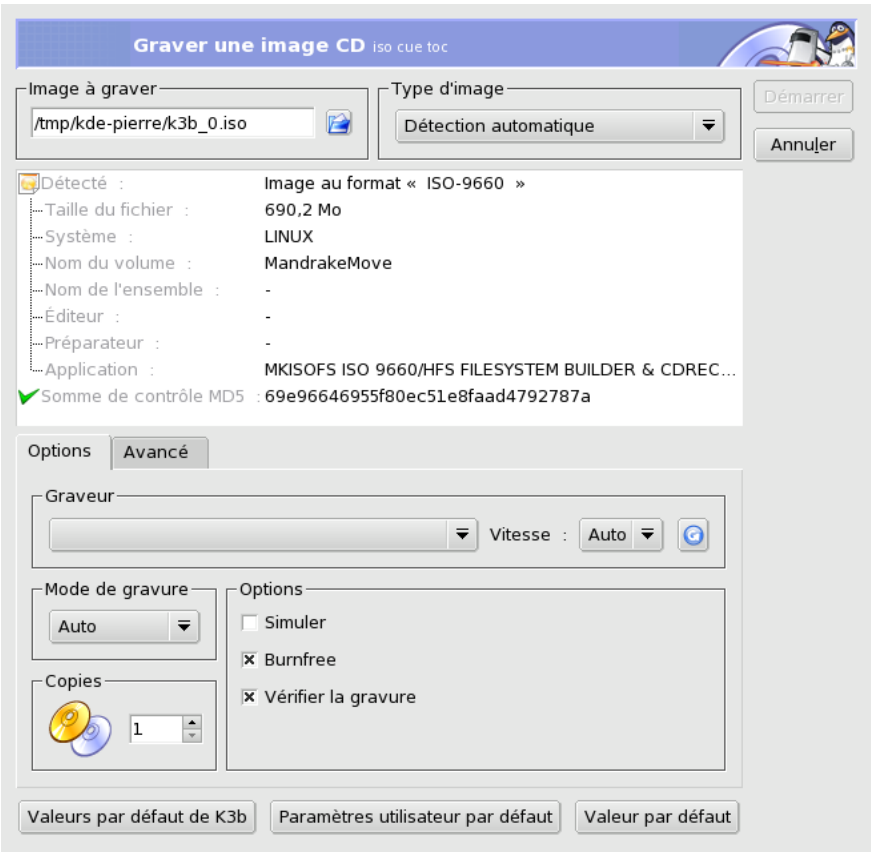 Graver une image CD iso cue toc
Image à graver
Type d'image
/tmp/kde-pierre/k3b_0.iso
Détection automatique
Démarrer
Annuler
Détecté : Image au format « ISO-9660 »
Taille du fichier : 690,2 Mo
Système : LINUX
Nom du volume : MandrakeMove
Nom de l'ensemble : -
Éditeur : -
Préparateur : -
Application : MKISOFS ISO 9660/HFS FILESYSTEM BUILDER & CDREC...
Somme de contrôle MD5 : 69e96646955f80ec51e8faad4792787a
Options
Avancé
Graveur
Vitesse : Auto
Mode de gravure
Auto
Options
Simuler
Burnfree
Vérifier la gravure
Copies
1
Valeurs par défaut de K3b
Paramètres utilisateur par défaut
Valeur par défaut